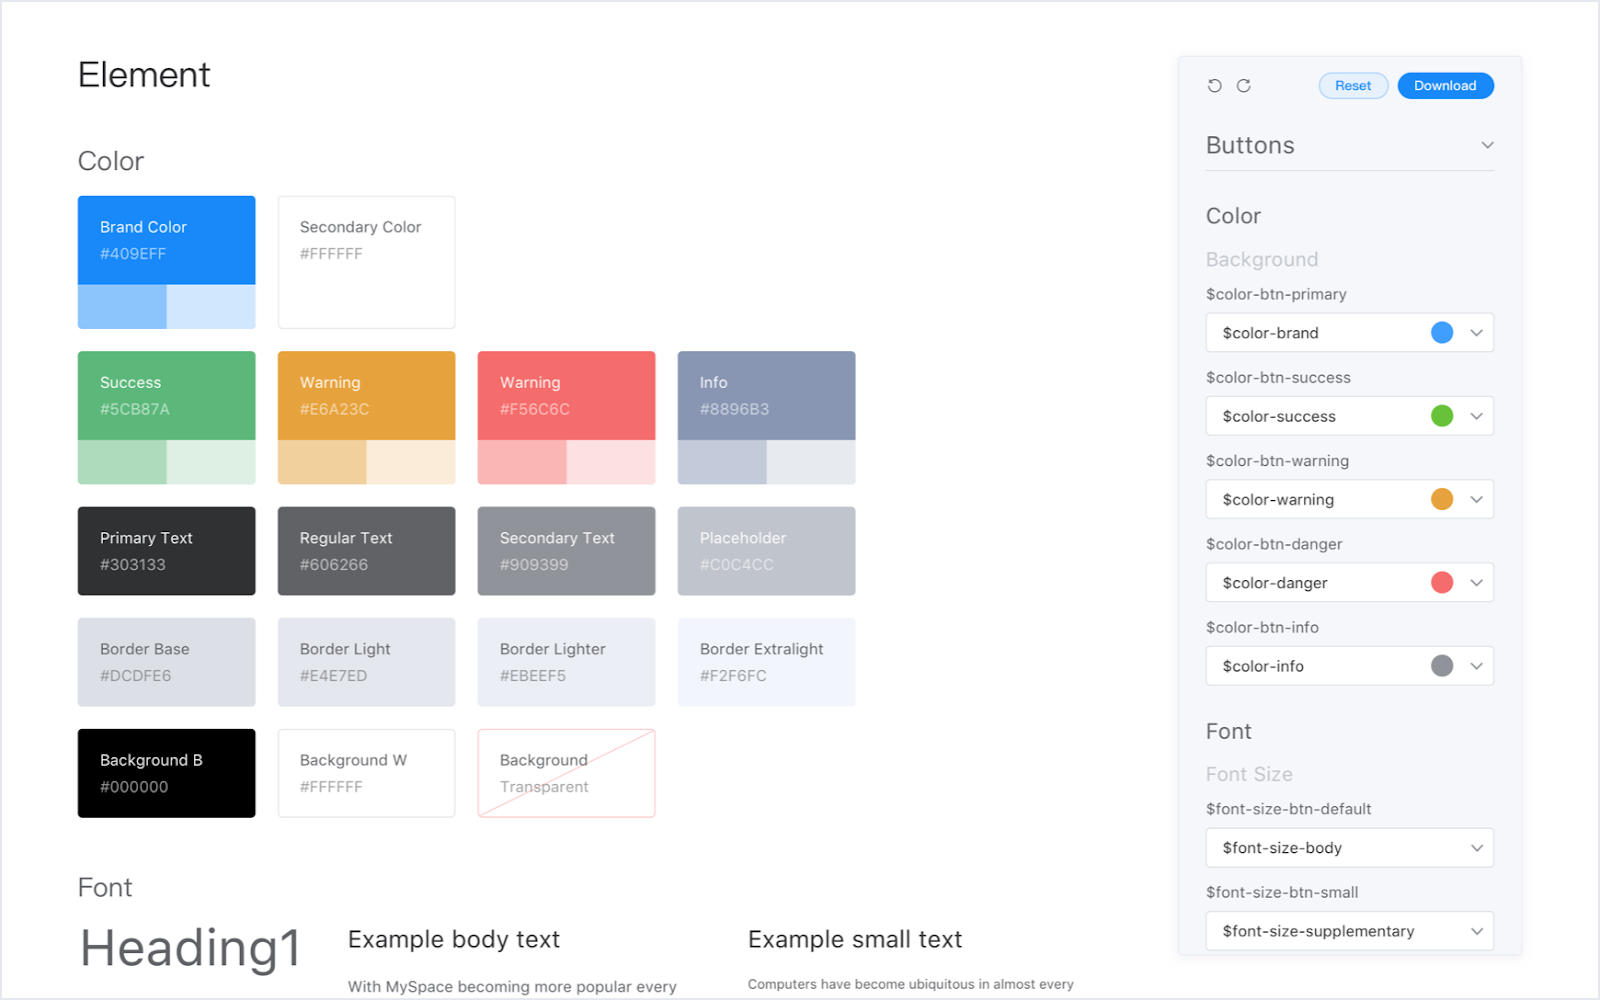 Element
Color
Brand Color
#409EFF
Secondary Color
#FFFFFF
Success
#5CB87A
Warning
#E6A23C
Warning
#F56C6C
Info
#8896B3
Primary Text
#303133
Regular Text
#606266
Secondary Text
#909399
Placeholder
#C0C4CC
Border Base
#DCDFE6
Border Light
#E4E7ED
Border Lighter
#EBEEF5
Border Extralight
#F2F6FC
Background B
#000000
Background W
#FFFFFF
Background
Transparent
Font
Heading1
Example body text
With MySpace becoming more popular every
Example small text
Computers have become ubiquitous in almost every
Reset
Download
Buttons
Color
Background
$color-btn-primary
$color-brand
$color-btn-success
$color-success
$color-btn-warning
$color-warning
$color-btn-danger
$color-danger
$color-btn-info
$color-info
Font
Font Size
$font-size-btn-default
$font-size-body
$font-size-btn-small
$font-size-supplementary